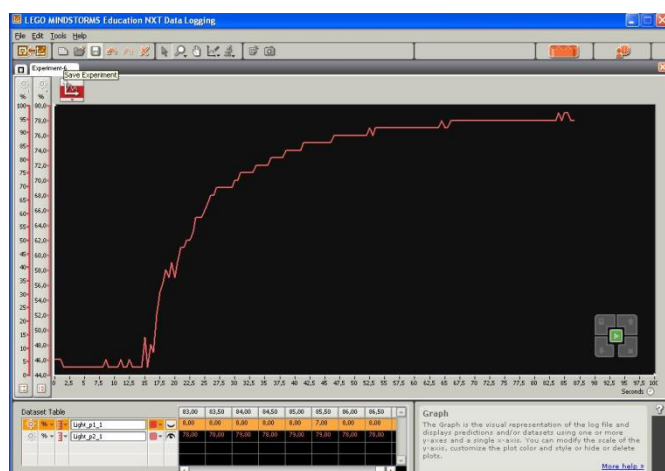 LEGO MINDSTORMS Education NXT Data Logging
File Edit Tools Help
Experiment-6
Save Experiment
% %
100 80,0
95 78,0
90 76,0
85 74,0
80 72,0
75 70,0
70 68,0
65 66,0
60 64,0
55 62,0
50 60,0
45 58,0
40 56,0
35 54,0
30 52,0
25 50,0
20 48,0
15 46,0
0 44,0
0 2,5 5 7,5 10 12,5 15 17,5 20 22,5 25 27,5 30 32,5 35 37,5 40 42,5 45 47,5 50 52,5 55 57,5 60 62,5 65 67,5 70 72,5 75 77,5 80 82,5 85 87,5 90 92,5 95 97,5 100
Seconds
Dataset Table
83,00 83,50 84,00 84,50 85,00 85,50 86,00 86,50
% Light_p1_1 8,00 8,00 8,00 8,00 8,00 7,00 8,00 8,00
% Light_p2_1 78,00 79,00 78,00 79,00 79,00 78,00 78,00
Graph
The Graph is the visual representation of the log file and
displays predictions and/or datasets using one or more
y-axes and a single x-axis. You can modify the scale of the
y-axis, customize the plot color and style or hide or delete
plots.
More help »
?